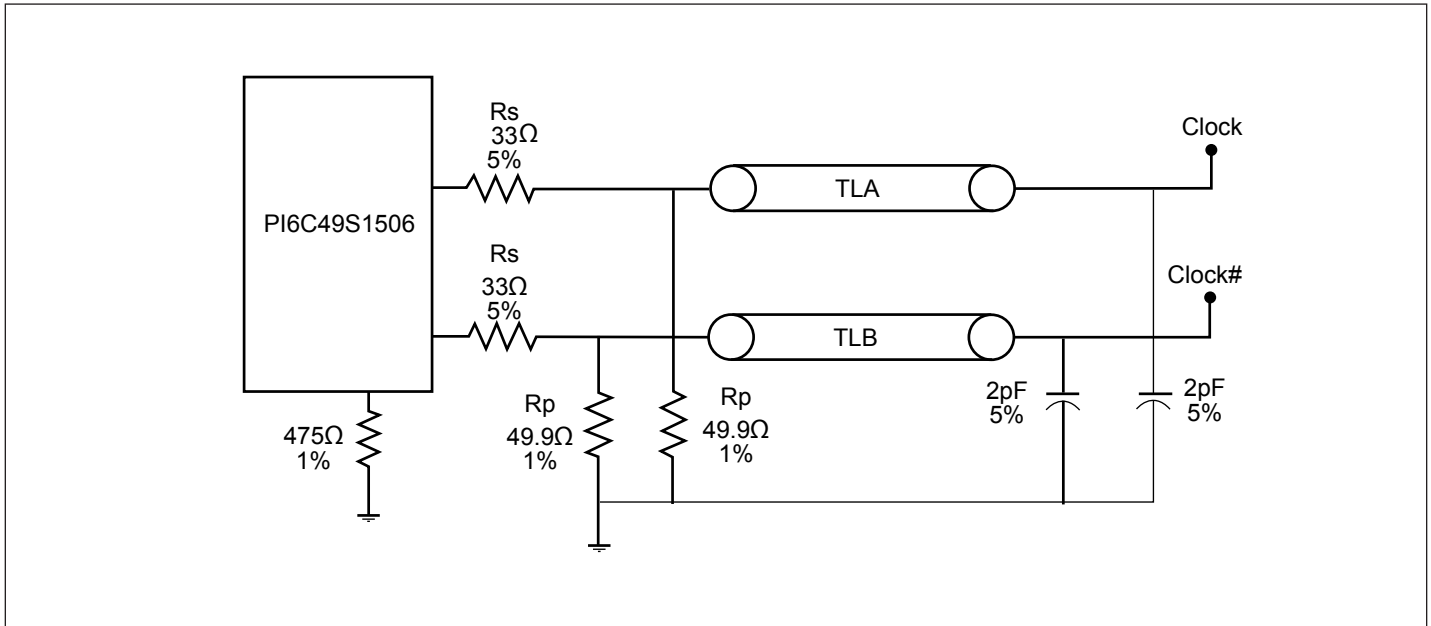 Rs
33Ω
5%
Clock
TLA
PI6C49S1506
Rs
33Ω
5%
Clock#
TLB
475Ω
1%
Rp
49.9Ω
1%
Rp
49.9Ω
1%
2pF
5%
2pF
5%